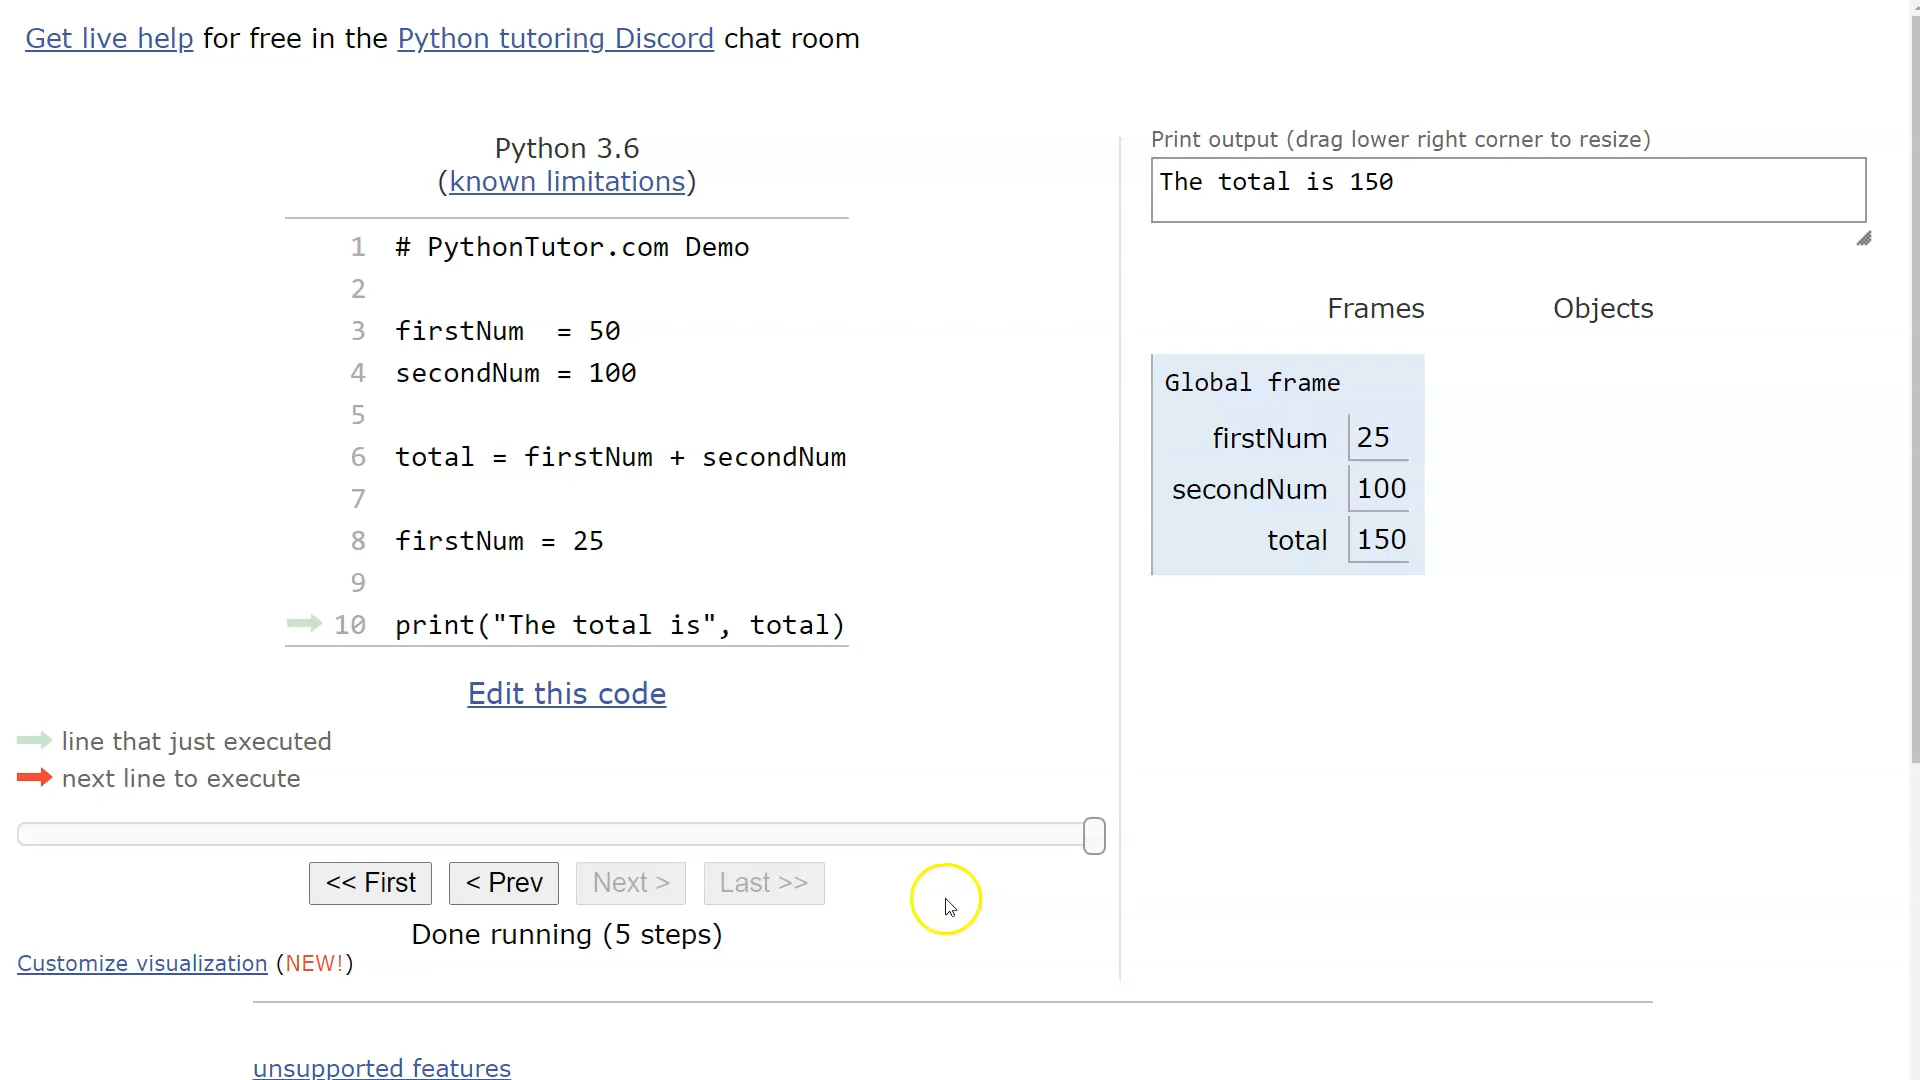 Get live help for free in the Python tutoring Discord chat room
Python 3.6
(known limitations)
1 # PythonTutor.com Demo
2
3 firstNum  = 50
4 secondNum = 100
5
6 total = firstNum + secondNum
7
8 firstNum = 25
9
10 print("The total is", total)
Edit this code
line that just executed
next line to execute
<< First < Prev Next > Last >>
Done running (5 steps)
Customize visualization (NEW!)
Print output (drag lower right corner to resize)
The total is 150
Frames Objects
Global frame
firstNum 25
secondNum 100
total 150
unsupported features